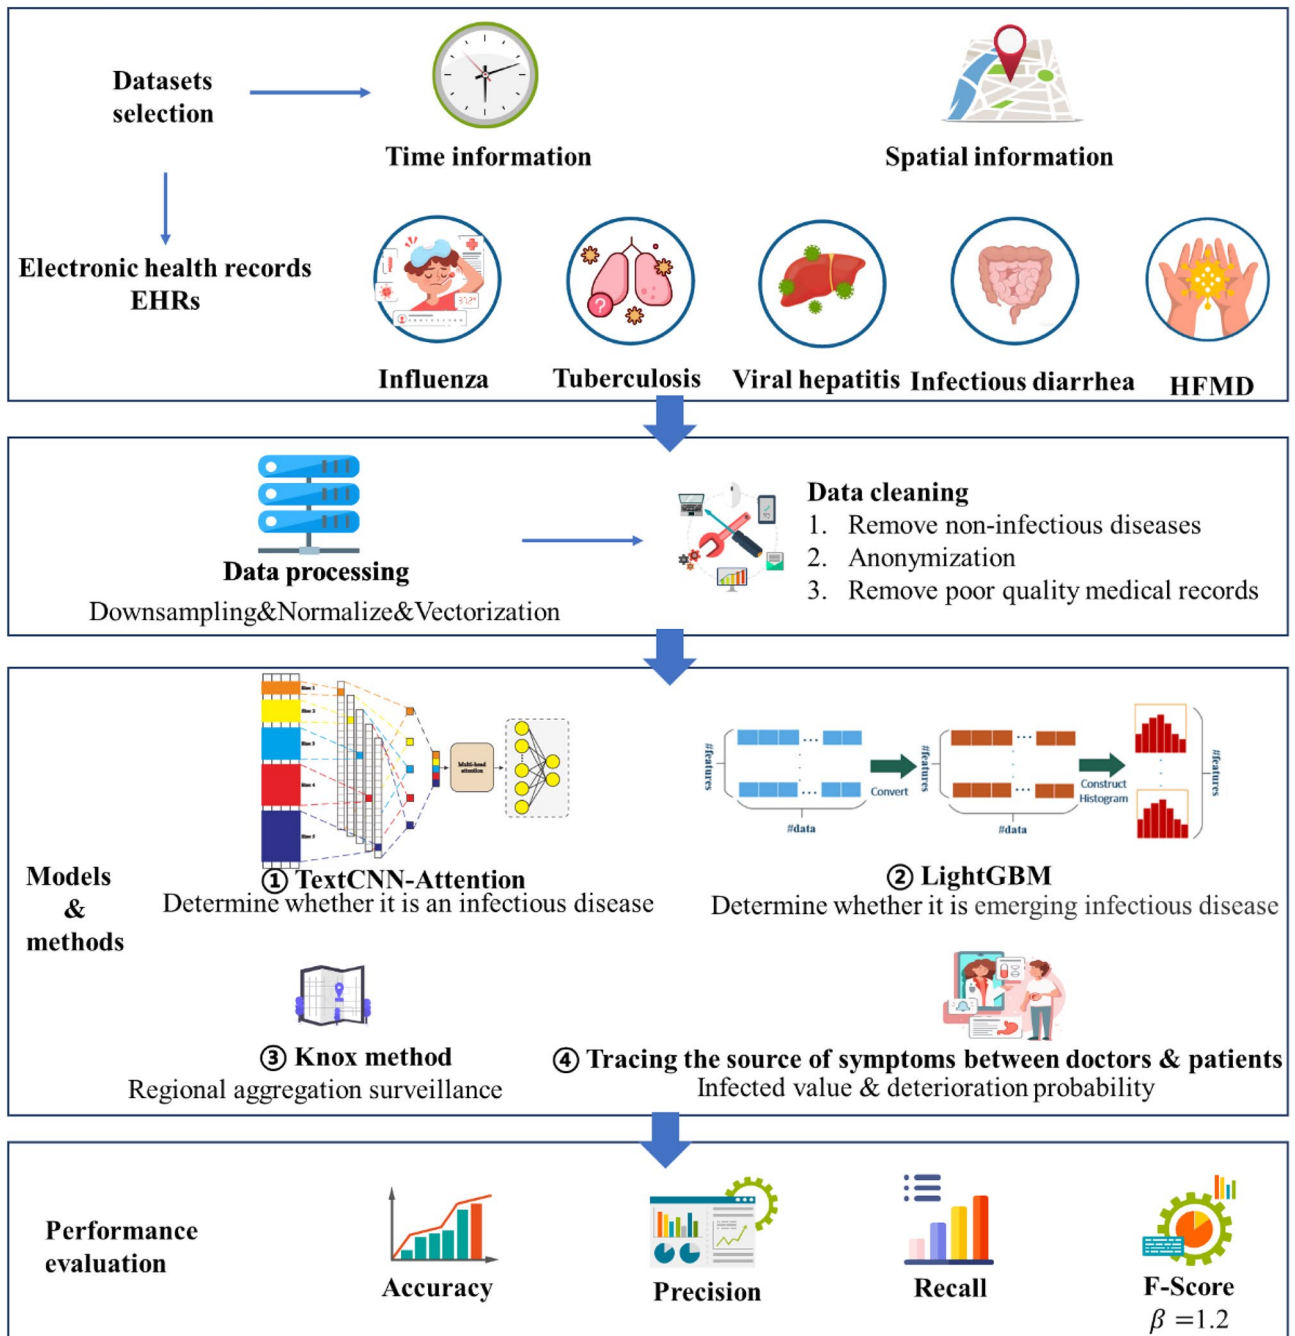 Datasets
selection
Time information
Spatial information
Electronic health records
EHRs
37.2°
Influenza
Tuberculosis
Viral hepatitis
Infectious diarrhea
HFMD
Data processing
Downsampling&Normalize&Vectorization
Data cleaning
1. Remove non-infectious diseases
2. Anonymization
3. Remove poor quality medical records
Models
&
methods
Multi-head
attention
① TextCNN-Attention
Determine whether it is an infectious disease
#features
#data
Convert
#features
#data
Construct
Histogram
#features
② LightGBM
Determine whether it is emerging infectious disease
③ Knox method
Regional aggregation surveillance
④ Tracing the source of symptoms between doctors & patients
Infected value & deterioration probability
Performance
evaluation
Accuracy
Precision
Recall
F-Score
β =1.2